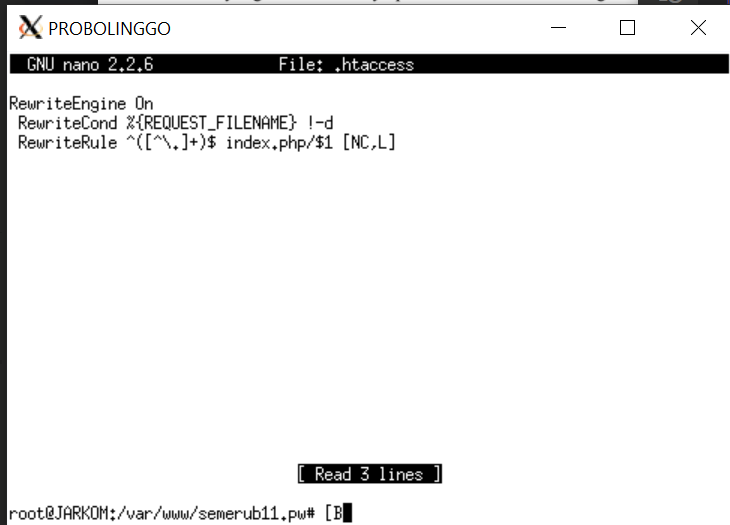 PROBOLINGGO
GNU nano 2.2.6 File: .htaccess
RewriteEngine On
RewriteCond %{REQUEST_FILENAME} !-d
RewriteRule ^([^\.]+)$ index.php/$1 [NC,L]
[ Read 3 lines ]
root@JARKOM:/var/www/semerub11.pw# [B